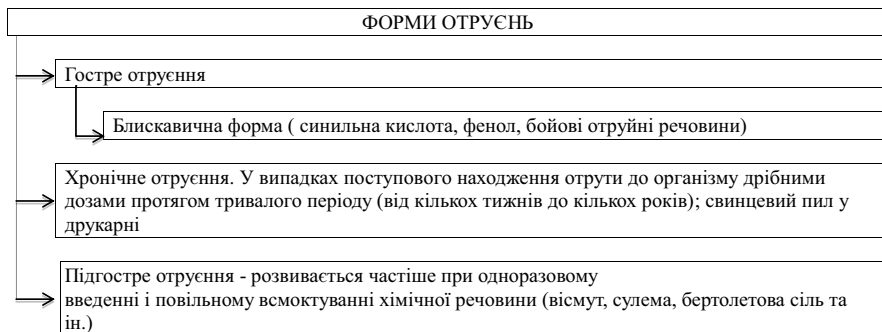 ФОРМИ ОТРУЄНЬ
Гостре отруєння
Блискавична форма ( синильна кислота, фенол, бойові отруйні речовини)
Хронічне отруєння. У випадках поступового находження отрути до організму дрібними
дозами протягом тривалого періоду (від кількох тижнів до кількох років); свинцевий пил у
друкарні
Підгостре отруєння - розвивається частіше при одноразовому
введенні і повільному всмоктуванні хімічної речовини (вісмут, сулема, бертолетова сіль та
ін.)